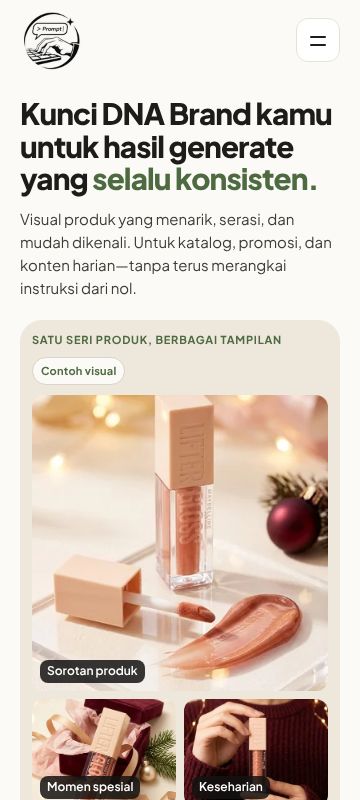 > Prompt!
Kunci DNA Brand kamu
untuk hasil generate
yang selalu konsisten.
Visual produk yang menarik, serasi, dan
mudah dikenali. Untuk katalog, promosi, dan
konten harian—tanpa terus merangkai
instruksi dari nol.
SATU SERI PRODUK, BERBAGAI TAMPILAN
Contoh visual
LIFTER
GLOSS
Sorotan produk
Momen spesial
Keseharian